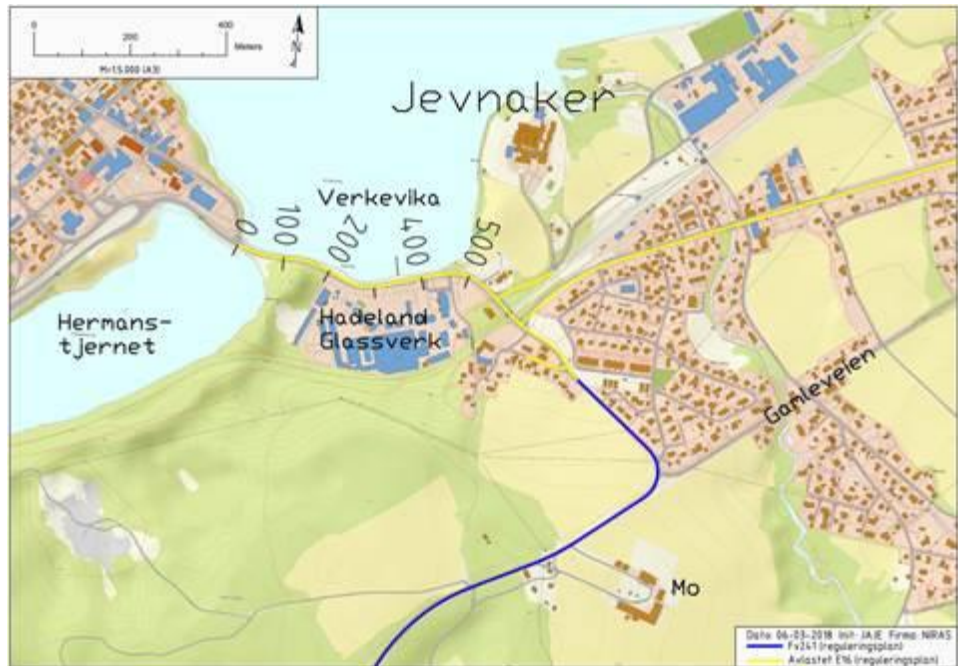 0 200 400
Meters
M=1:5.000 (A3)
N
Jevnaker
Verkevika
0 100 200 400 500
Hermans-
tjernet
Hadeland
Glassverk
Gamleveien
Mo
Dato: 06-03-2018 Init: JAJE Firma: NIRAS
Fv241 (reguleringsplan)
Avlastet E16 (reguleringsplan)